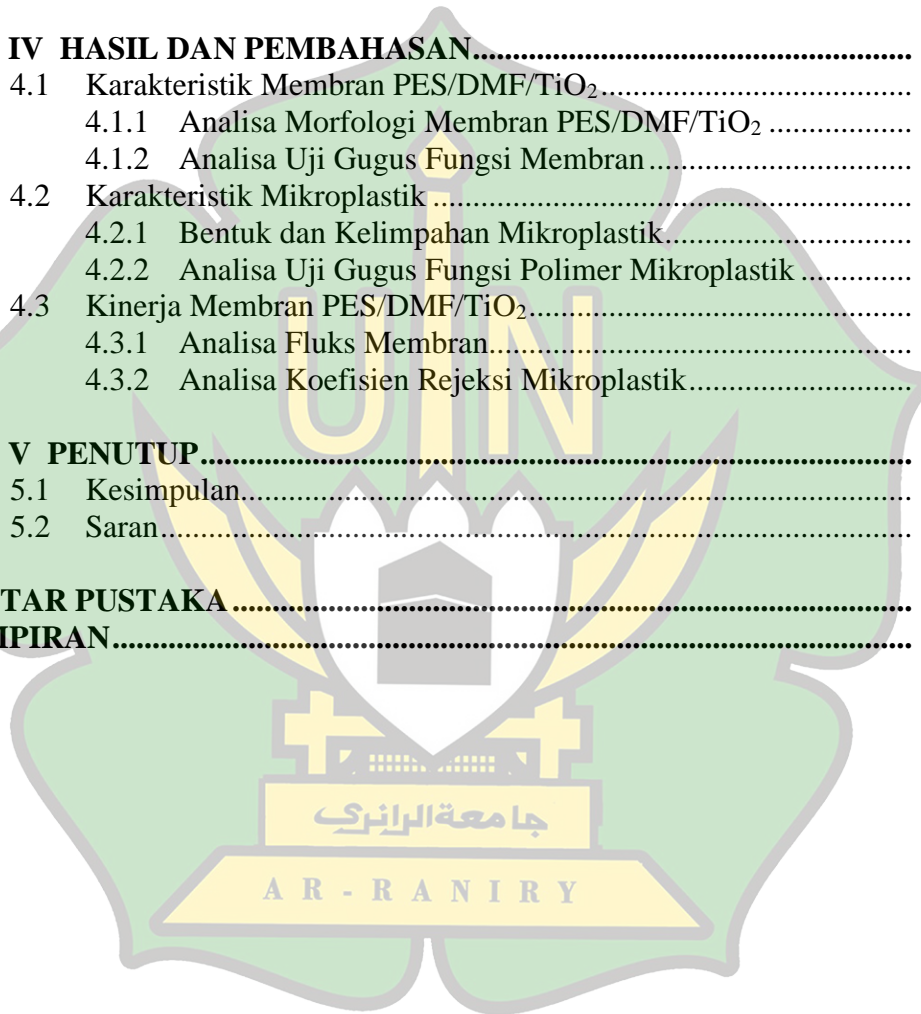 IV HASIL DAN PEMBAHASAN................................................................
4.1 Karakteristik Membran PES/DMF/TiO₂.......................................
4.1.1 Analisa Morfologi Membran PES/DMF/TiO₂ ..................
4.1.2 Analisa Uji Gugus Fungsi Membran.................................
4.2 Karakteristik Mikroplastik ...........................................................
4.2.1 Bentuk dan Kelimpahan Mikroplastik...............................
4.2.2 Analisa Uji Gugus Fungsi Polimer Mikroplastik ..............
4.3 Kinerja Membran PES/DMF/TiO₂................................................
4.3.1 Analisa Fluks Membran.....................................................
4.3.2 Analisa Koefisien Rejeksi Mikroplastik............................
V PENUTUP.........................................................................................
5.1 Kesimpulan..................................................................................
5.2 Saran............................................................................................
TAR PUSTAKA.....................................................................................
IPIRAN..................................................................................................
UIN
جامعة الرانري
AR-RANIRY